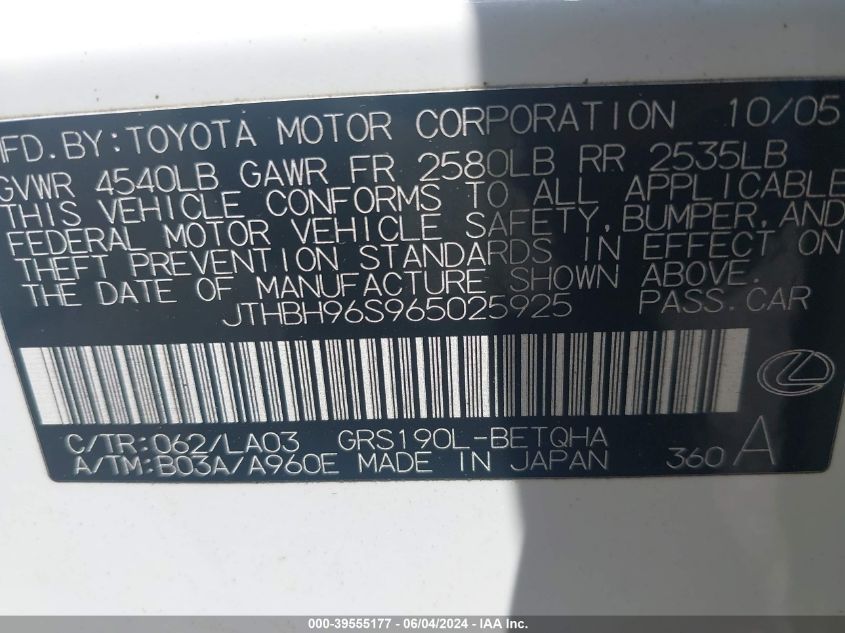 MFD. BY: TOYOTA MOTOR CORPORATION 10/05
GVWR 4540LB GAWR FR 2580LB RR 2535LB
THIS VEHICLE CONFORMS TO ALL APPLICABLE
FEDERAL MOTOR VEHICLE SAFETY, BUMPER, AND
THEFT PREVENTION STANDARDS IN EFFECT ON
THE DATE OF MANUFACTURE SHOWN ABOVE.
JTHBH96S965025925 PASS. CAR
C/TR: 062/LA03 GRS190L-BETQHA
A/TM: B03A/A960E MADE IN JAPAN 360 A
000-39555177 - 06/04/2024 - IAA Inc.